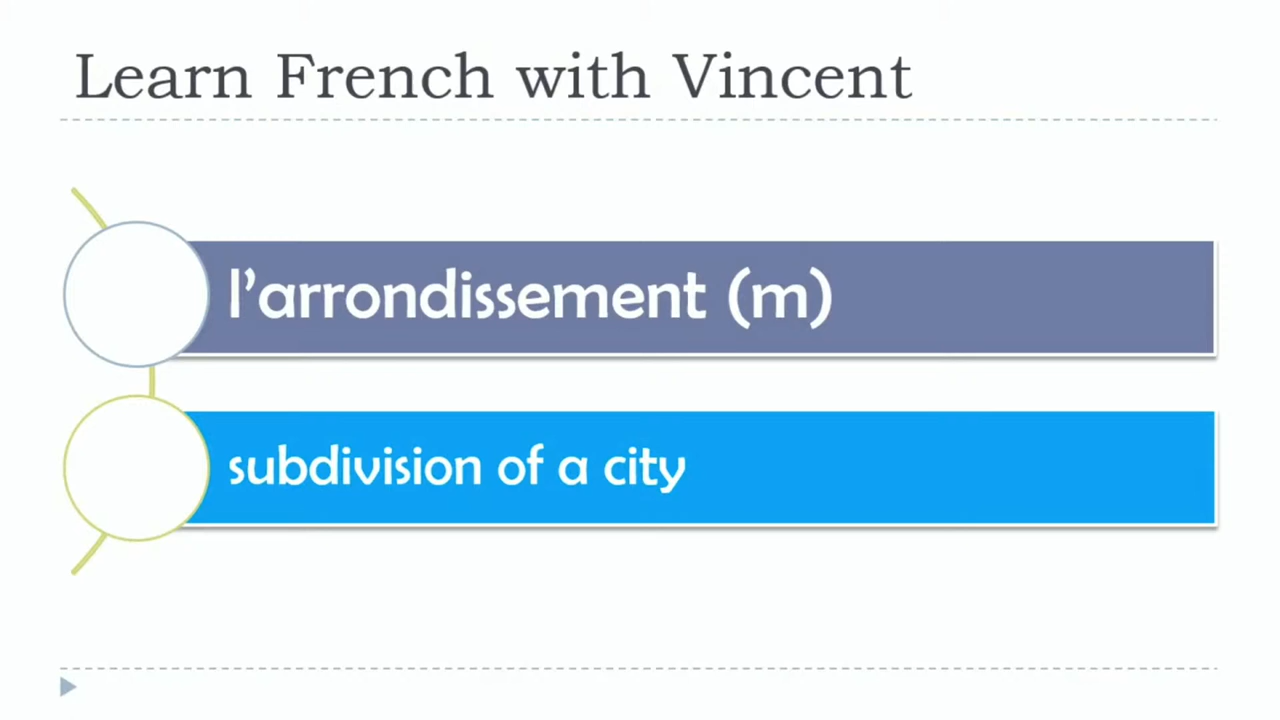 Learn French with Vincent
l’arrondissement (m)
subdivision of a city